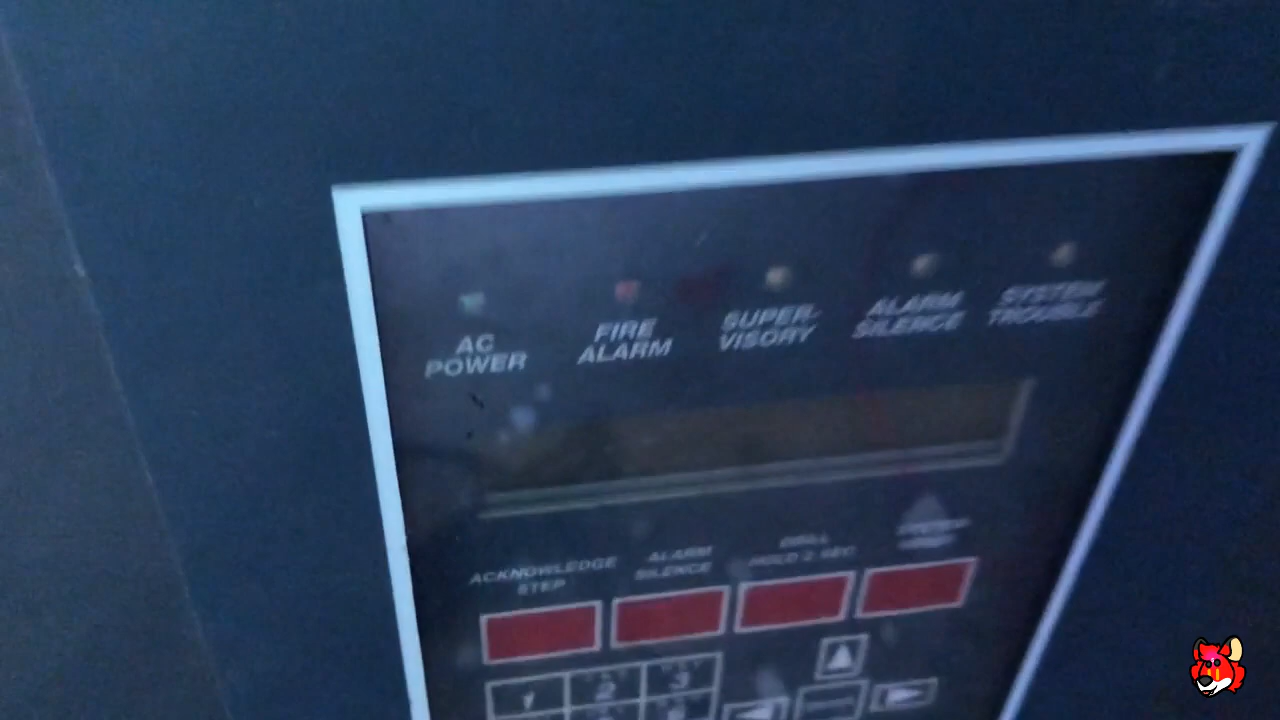 AC
POWER
FIRE
ALARM
SUPER-
VISORY
ALARM
SILENCE
SYSTEM
TROUBLE
ACKNOWLEDGE
STEP
ALARM
SILENCE
DRILL
HOLD 2 SEC
SYSTEM
1
2
3